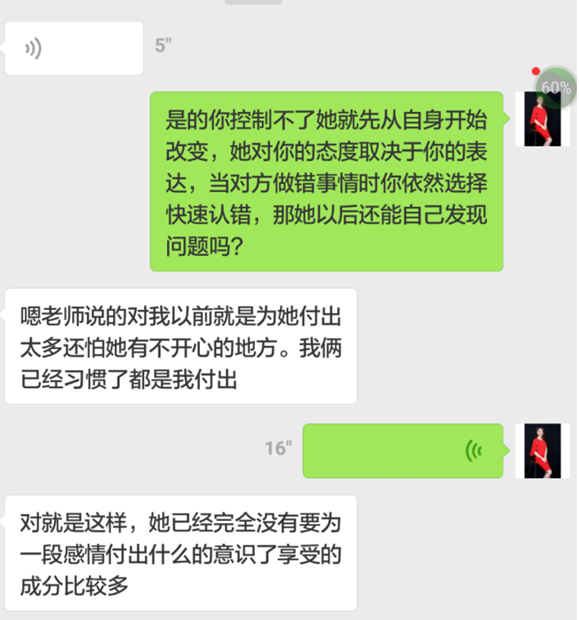 5"
60%
是的你控制不了她就先从自身开始
改变，她对你的态度取决于你的表
达，当对方做错事情时你依然选择
快速认错，那她以后还能自己发现
问题吗？
嗯老师说的对我以前就是为她付出
太多还怕她有不开心的地方。我俩
已经习惯了都是我付出
16"
对就是这样，她已经完全没有要为
一段感情付出什么的意识了享受的
成分比较多